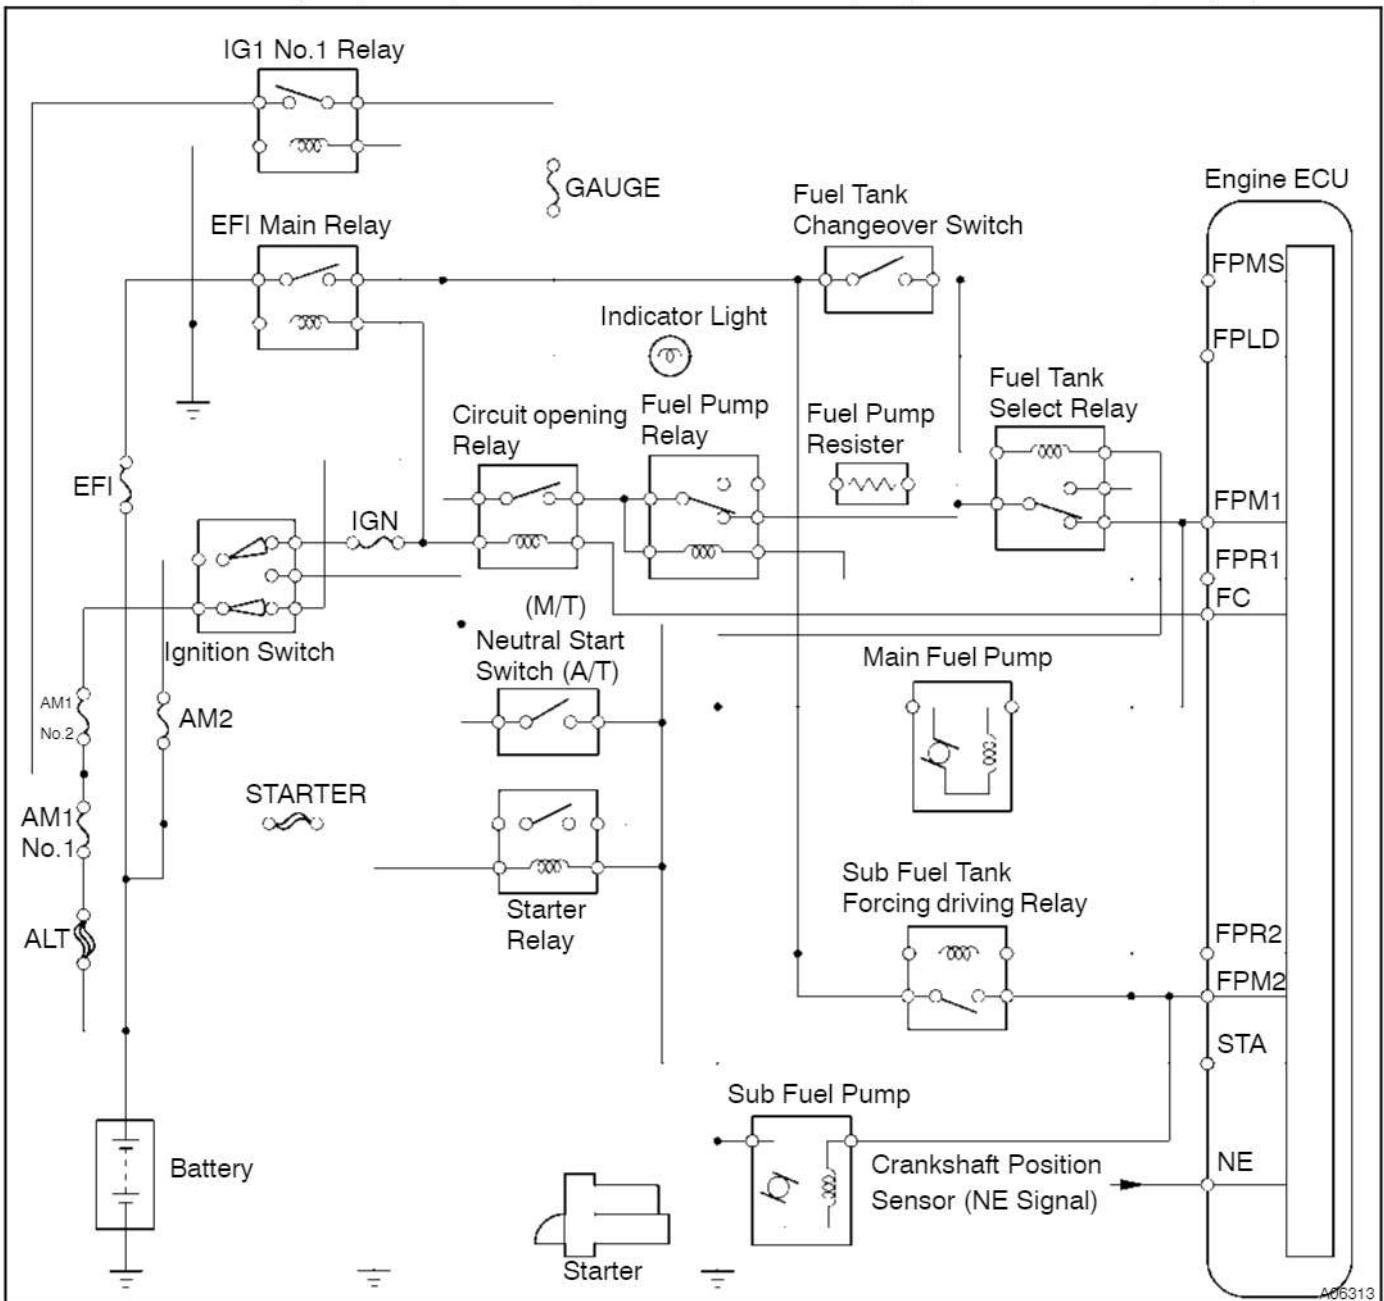 IG1 No.1 Relay
GAUGE
Engine ECU
Fuel Tank
Changeover Switch
EFI Main Relay
FPMS
Indicator Light
FPLD
Fuel Tank
Select Relay
Circuit opening
Relay
Fuel Pump
Relay
Fuel Pump
Resister
EFI
IGN
FPM1
FPR1
FC
(M/T)
Neutral Start
Switch (A/T)
Ignition Switch
Main Fuel Pump
AM1
No.2
AM2
STARTER
AM1
No.1
Sub Fuel Tank
Forcing driving Relay
Starter
Relay
ALT
FPR2
FPM2
STA
Sub Fuel Pump
Battery
Crankshaft Position
Sensor (NE Signal)
NE
Starter
A06313